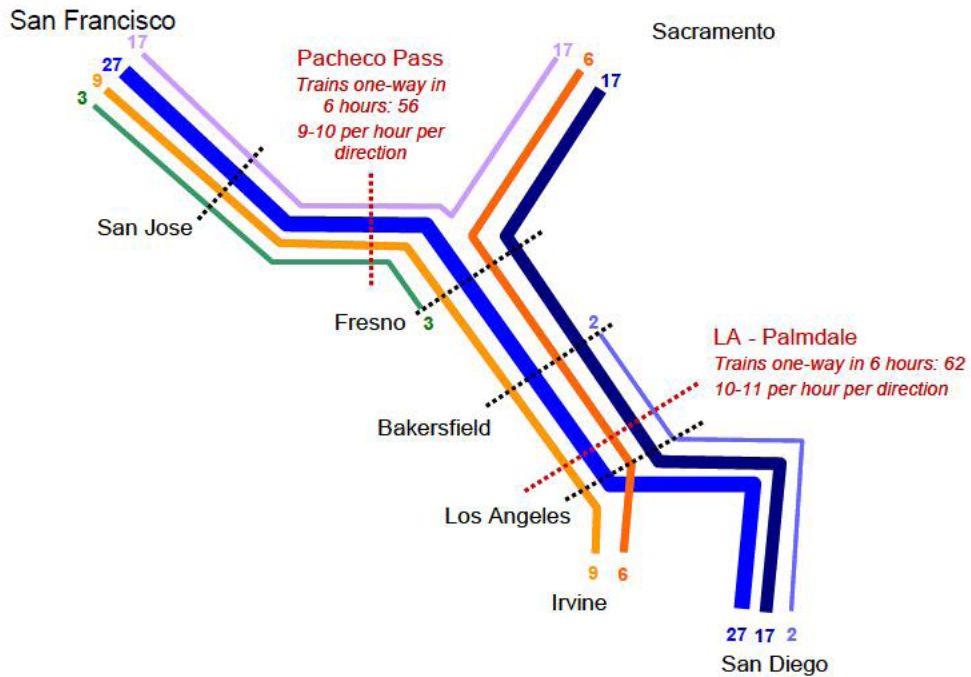 San Francisco
17
27
9
3
Pacheco Pass
Trains one-way in
6 hours: 56
9-10 per hour per
direction
17
6
17
Sacramento
San Jose
Fresno
3
2
LA - Palmdale
Trains one-way in 6 hours: 62
10-11 per hour per direction
Bakersfield
Los Angeles
9
6
Irvine
27
17
2
San Diego